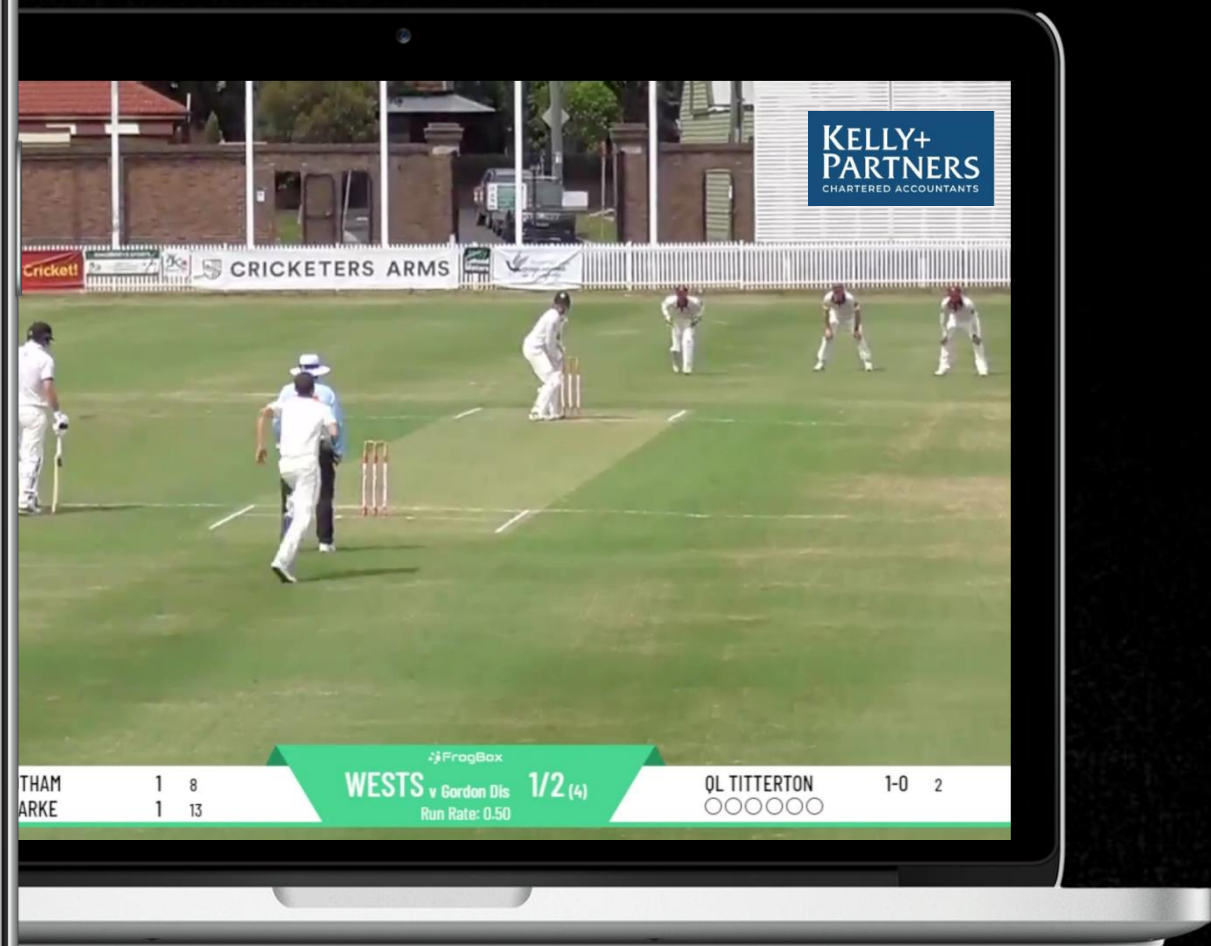 KELLY+
PARTNERS
CHARTERED ACCOUNTANTS
Cricket!
CRICKETERS ARMS
FrogBox
THAM 1 8
WESTS v Gordon Dis 1/2 (4)
QL TITTERTON 1-0 2
ARKE 1 13
Run Rate: 0.50